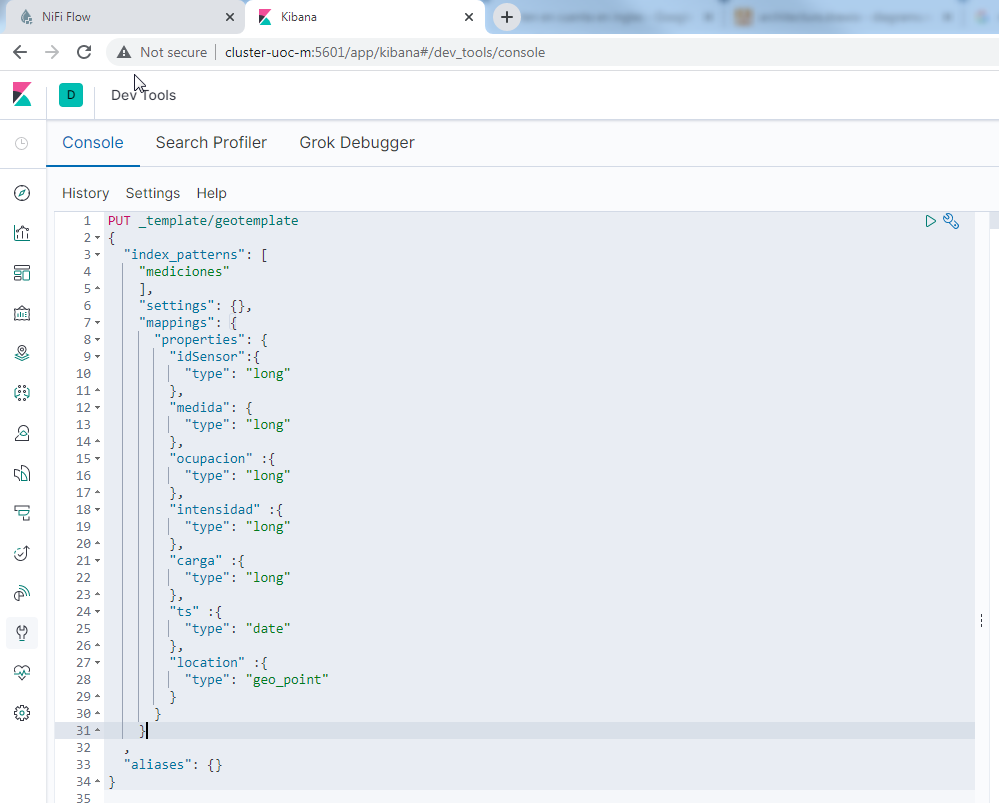 NiFi Flow
Kibana
Not secure | cluster-uoc-m:5601/app/kibana#/dev_tools/console
D
Dev Tools
Console Search Profiler Grok Debugger
History Settings Help
1 PUT _template/geotemplate
2 {
3 "index_patterns": [
4 "mediciones"
5 ],
6 "settings": {},
7 "mappings": {
8 "properties": {
9 "idSensor":{
10 "type": "long"
11 },
12 "medida": {
13 "type": "long"
14 },
15 "ocupacion" :{
16 "type": "long"
17 },
18 "intensidad" :{
19 "type": "long"
20 },
21 "carga" :{
22 "type": "long"
23 },
24 "ts" :{
25 "type": "date"
26 },
27 "location" :{
28 "type": "geo_point"
29 }
30 }
31 }
32 ,
33 "aliases": {}
34 }
35